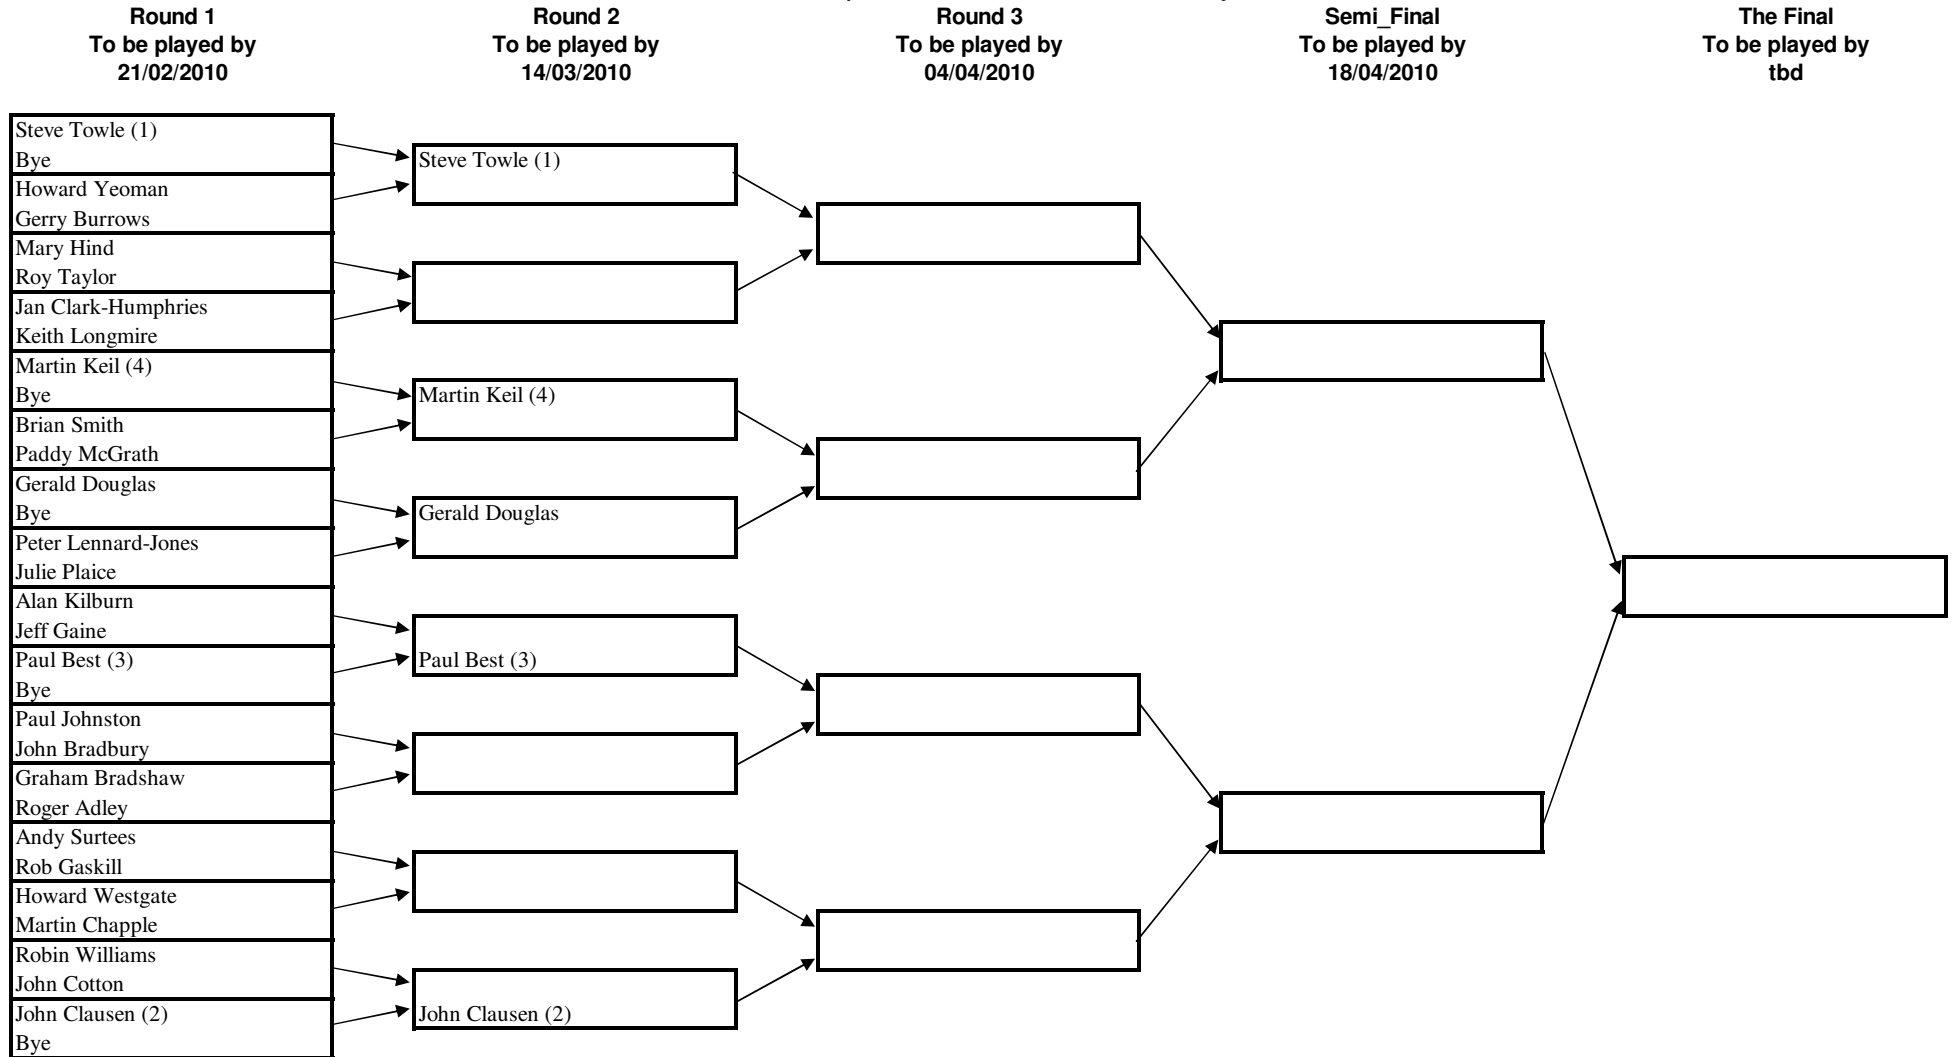 Round 1
To be played by
21/02/2010
Round 2
To be played by
14/03/2010
Round 3
To be played by
04/04/2010
Semi_Final
To be played by
18/04/2010
The Final
To be played by
tbd
Steve Towle (1)
Bye
Howard Yeoman
Gerry Burrows
Mary Hind
Roy Taylor
Jan Clark-Humphries
Keith Longmire
Martin Keil (4)
Bye
Brian Smith
Paddy McGrath
Gerald Douglas
Bye
Peter Lennard-Jones
Julie Plaice
Alan Kilburn
Jeff Gaine
Paul Best (3)
Bye
Paul Johnston
John Bradbury
Graham Bradshaw
Roger Adley
Andy Surtees
Rob Gaskill
Howard Westgate
Martin Chapple
Robin Williams
John Cotton
John Clausen (2)
Bye
Steve Towle (1)
Martin Keil (4)
Gerald Douglas
Paul Best (3)
John Clausen (2)